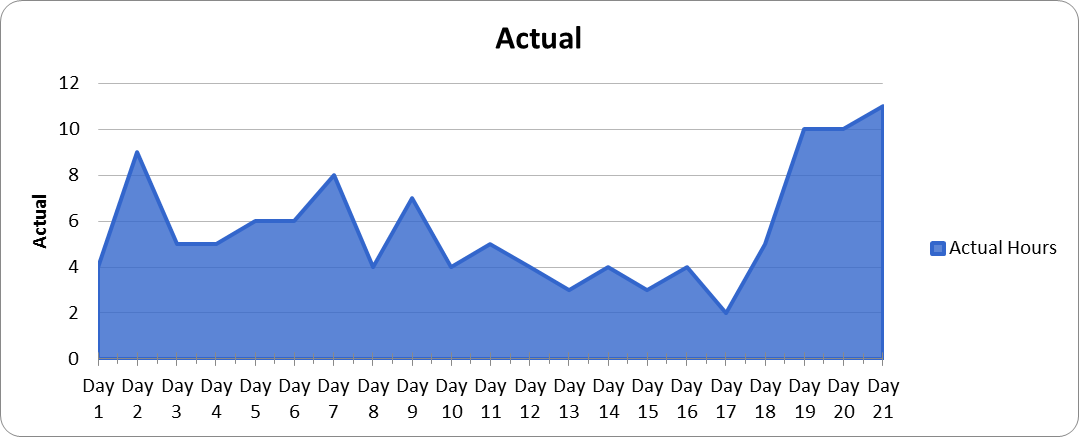 Actual
12
10
8
6
4
2
0
Actual
Actual Hours
Day Day Day Day Day Day Day Day Day Day Day Day Day Day Day Day Day Day Day Day Day
1 2 3 4 5 6 7 8 9 10 11 12 13 14 15 16 17 18 19 20 21